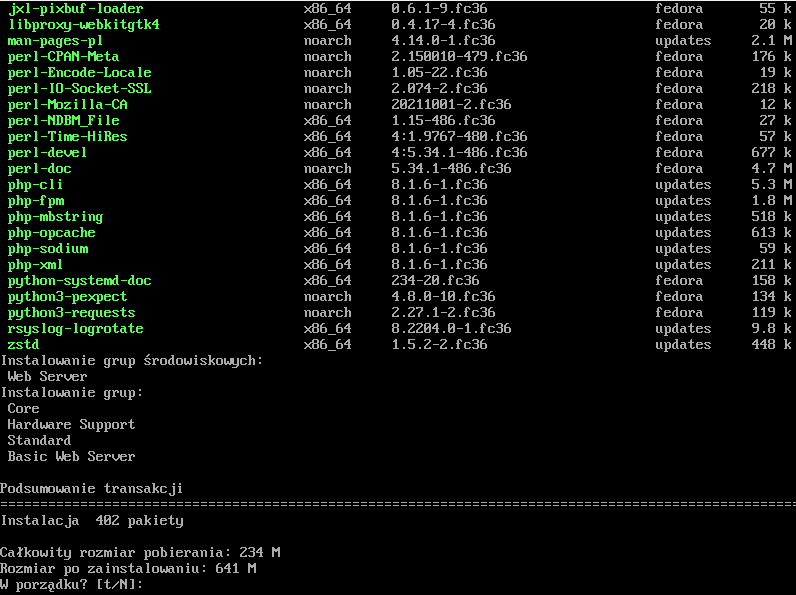 jxl-pixbuf-loader x86_64 0.6.1-9.fc36 fedora 55 k
libproxy-webkitgtk4 x86_64 0.4.17-4.fc36 fedora 20 k
man-pages-pl noarch 4.14.0-1.fc36 updates 2.1 M
perl-CPAN-Meta noarch 2.150010-479.fc36 fedora 176 k
perl-Encode-Locale noarch 1.05-22.fc36 fedora 19 k
perl-IO-Socket-SSL noarch 2.074-2.fc36 fedora 218 k
perl-Mozilla-CA noarch 20211001-2.fc36 fedora 12 k
perl-NDBM_File x86_64 1.15-486.fc36 fedora 27 k
perl-Time-HiRes x86_64 4:1.9767-480.fc36 fedora 57 k
perl-devel x86_64 4:5.34.1-486.fc36 fedora 677 k
perl-doc noarch 5.34.1-486.fc36 fedora 4.7 M
php-cli x86_64 8.1.6-1.fc36 updates 5.3 M
php-fpm x86_64 8.1.6-1.fc36 updates 1.8 M
php-mbstring x86_64 8.1.6-1.fc36 updates 518 k
php-opcache x86_64 8.1.6-1.fc36 updates 613 k
php-sodium x86_64 8.1.6-1.fc36 updates 59 k
php-xml x86_64 8.1.6-1.fc36 updates 211 k
python-systemd-doc x86_64 234-20.fc36 fedora 158 k
python3-pexpect noarch 4.8.0-10.fc36 fedora 134 k
python3-requests noarch 2.27.1-2.fc36 fedora 119 k
rsyslog-logrotate x86_64 8.2204.0-1.fc36 updates 9.8 k
zstd x86_64 1.5.2-2.fc36 updates 448 k
Instalowanie grup środowiskowych:
Web Server
Instalowanie grup:
Core
Hardware Support
Standard
Basic Web Server
Podsumowanie transakcji
====================================================================================================
Instalacja 402 pakiety
Całkowity rozmiar pobierania: 234 M
Rozmiar po zainstalowaniu: 641 M
W porządku? [t/N]: